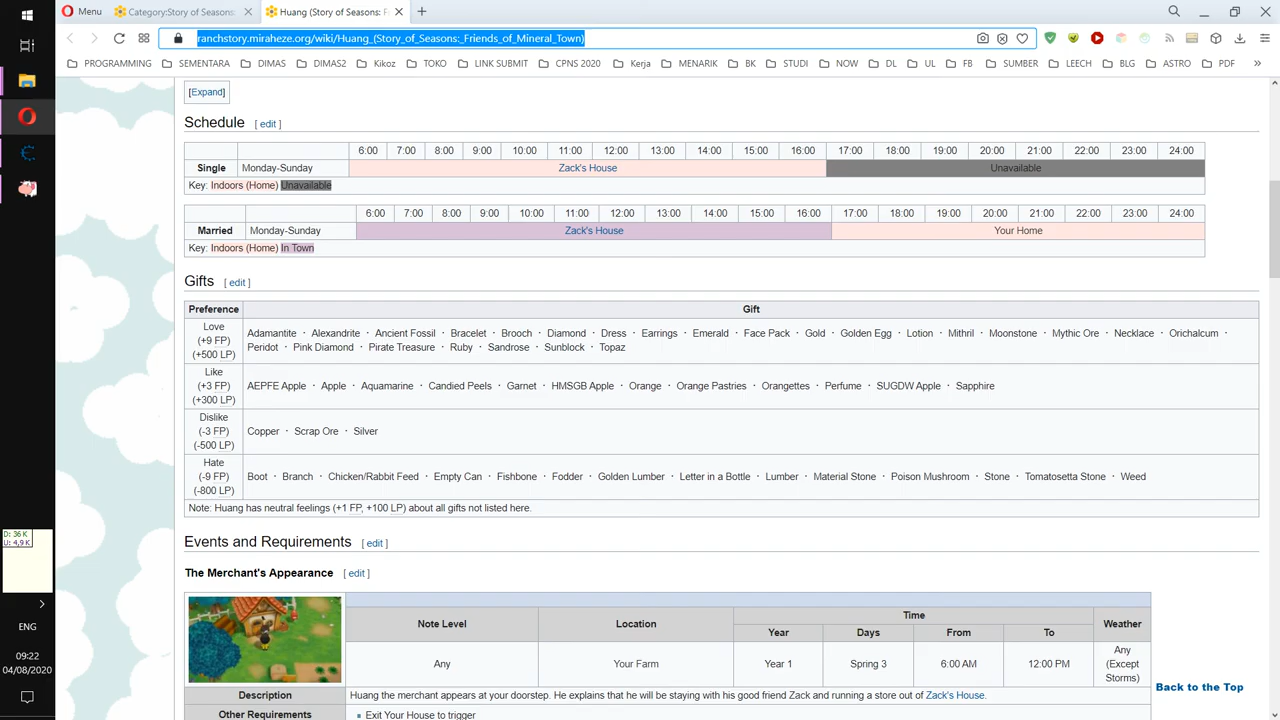 Menu
Category:Story of Seasons:
Huang (Story of Seasons: F
ranchstory.miraheze.org/wiki/Huang_(Story_of_Seasons:_Friends_of_Mineral_Town)
PROGRAMMING SEMENTARA DIMAS DIMAS2 Kikoz TOKO LINK SUBMIT CPNS 2020 Kerja MENARIK BK STUDI NOW DL UL FB SUMBER LEECH BLG ASTRO PDF »
[Expand]
Schedule [ edit ]
6:00 7:00 8:00 9:00 10:00 11:00 12:00 13:00 14:00 15:00 16:00 17:00 18:00 19:00 20:00 21:00 22:00 23:00 24:00
Single Monday-Sunday Zack's House Unavailable
Key: Indoors (Home) Unavailable
6:00 7:00 8:00 9:00 10:00 11:00 12:00 13:00 14:00 15:00 16:00 17:00 18:00 19:00 20:00 21:00 22:00 23:00 24:00
Married Monday-Sunday Zack's House Your Home
Key: Indoors (Home) In Town
Gifts [ edit ]
Preference Gift
Love
(+9 FP)
(+500 LP)
Adamantite · Alexandrite · Ancient Fossil · Bracelet · Brooch · Diamond · Dress · Earrings · Emerald · Face Pack · Gold · Golden Egg · Lotion · Mithril · Moonstone · Mythic Ore · Necklace · Orichalcum ·
Peridot · Pink Diamond · Pirate Treasure · Ruby · Sandrose · Sunblock · Topaz
Like
(+3 FP)
(+300 LP)
AEPFE Apple · Apple · Aquamarine · Candied Peels · Garnet · HMSGB Apple · Orange · Orange Pastries · Orangettes · Perfume · SUGDW Apple · Sapphire
Dislike
(-3 FP)
(-500 LP)
Copper · Scrap Ore · Silver
Hate
(-9 FP)
(-800 LP)
Boot · Branch · Chicken/Rabbit Feed · Empty Can · Fishbone · Fodder · Golden Lumber · Letter in a Bottle · Lumber · Material Stone · Poison Mushroom · Stone · Tomatosetta Stone · Weed
Note: Huang has neutral feelings (+1 FP, +100 LP) about all gifts not listed here.
Events and Requirements [ edit ]
The Merchant's Appearance [ edit ]
Note Level Location Time Weather
Year Days From To
Any Your Farm Year 1 Spring 3 6:00 AM 12:00 PM
Any
(Except
Storms)
Description Huang the merchant appears at your doorstep. He explains that he will be staying with his good friend Zack and running a store out of Zack's House.
Other Requirements Exit Your House to trigger
Back to the Top
D: 36 K
U: 4,9 K
ENG
09:22
04/08/2020